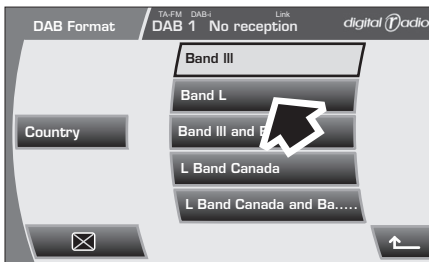 DAB Format
TA-FM DAB-i Link
DAB 1 No reception
digital radio
Band III
Band L
Country
Band III and
L Band Canada
L Band Canada and Ba.....